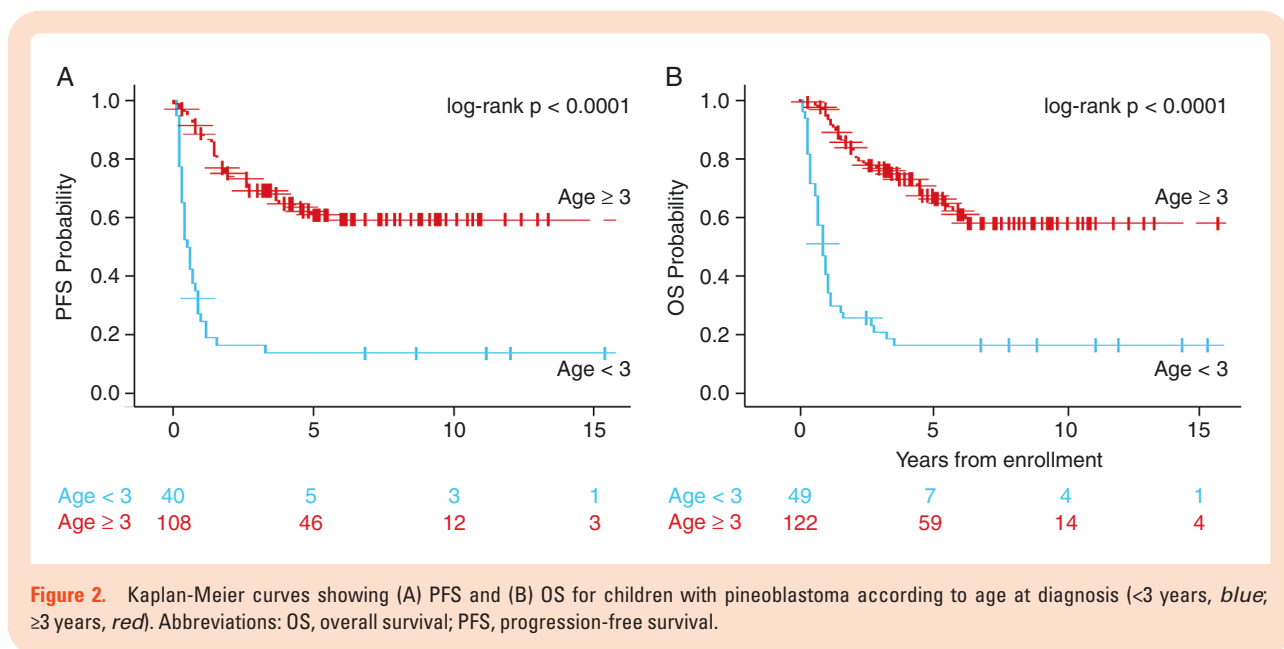 A
log-rank p < 0.0001
PFS Probability
1.0
0.8
0.6
0.4
0.2
0.0
Age ≥ 3
Age < 3
0 5 10 15
Age < 3 40 5 3 1
Age ≥ 3 108 46 12 3
B
log-rank p < 0.0001
OS Probability
1.0
0.8
0.6
0.4
0.2
0.0
Age ≥ 3
Age < 3
0 5 10 15
Years from enrollment
Age < 3 49 7 4 1
Age ≥ 3 122 59 14 4
Figure 2. Kaplan-Meier curves showing (A) PFS and (B) OS for children with pineoblastoma according to age at diagnosis (<3 years, blue;
≥3 years, red). Abbreviations: OS, overall survival; PFS, progression-free survival.